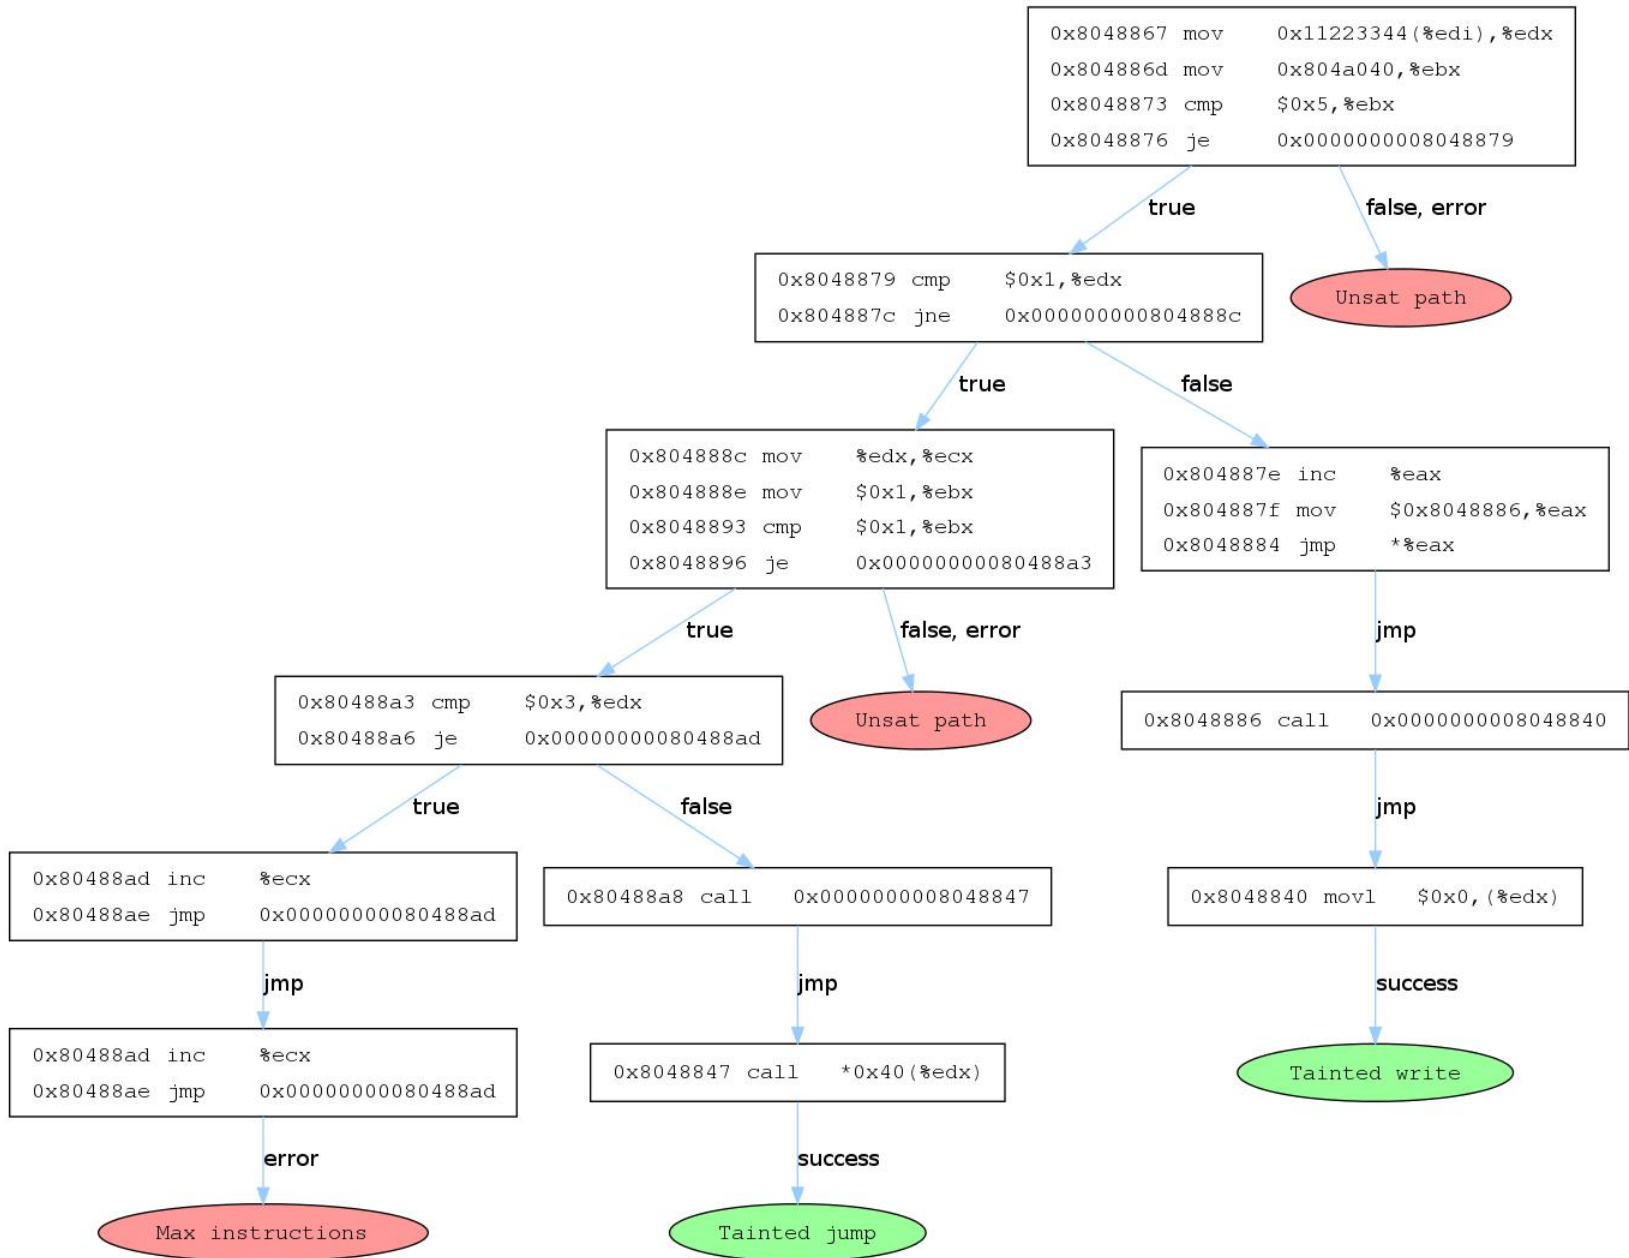 0x8048867 mov 0x11223344(%edi),%edx
0x804886d mov 0x804a040,%ebx
0x8048873 cmp $0x5,%ebx
0x8048876 je 0x0000000008048879
true
false, error
0x8048879 cmp $0x1,%edx
0x804887c jne 0x000000000804888c
Unsat path
true
false
0x804888c mov %edx,%ecx
0x804888e mov $0x1,%ebx
0x8048893 cmp $0x1,%ebx
0x8048896 je 0x00000000080488a3
0x804887e inc %eax
0x804887f mov $0x8048886,%eax
0x8048884 jmp *%eax
true
false, error
jmp
0x80488a3 cmp $0x3,%edx
0x80488a6 je 0x00000000080488ad
Unsat path
0x8048886 call 0x0000000008048840
true
false
jmp
0x80488ad inc %ecx
0x80488ae jmp 0x00000000080488ad
0x80488a8 call 0x0000000008048847
0x8048840 movl $0x0,(%edx)
jmp
jmp
success
0x80488ad inc %ecx
0x80488ae jmp 0x00000000080488ad
0x8048847 call *0x40(%edx)
Tainted write
error
success
Max instructions
Tainted jump